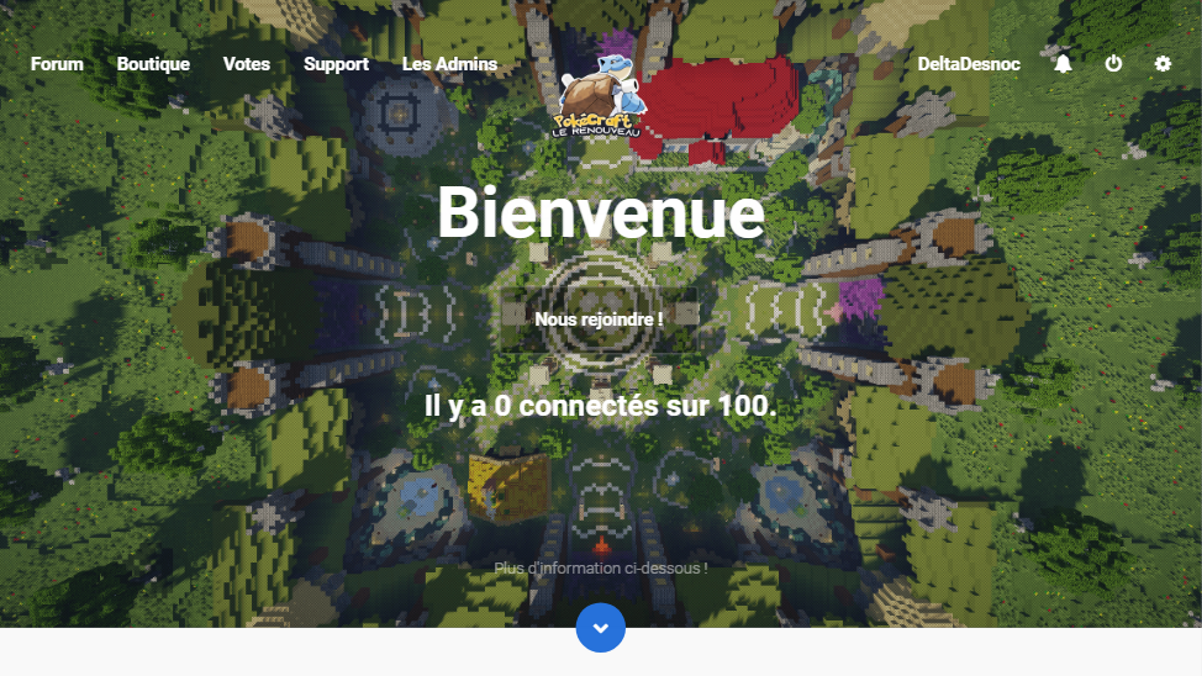 Forum
Boutique
Votes
Support
Les Admins
PokéCraft
LE RENOUVEAU
DeltaDesnoc
Bienvenue
Nous rejoindre !
Il y a 0 connectés sur 100.
Plus d'information ci-dessous !